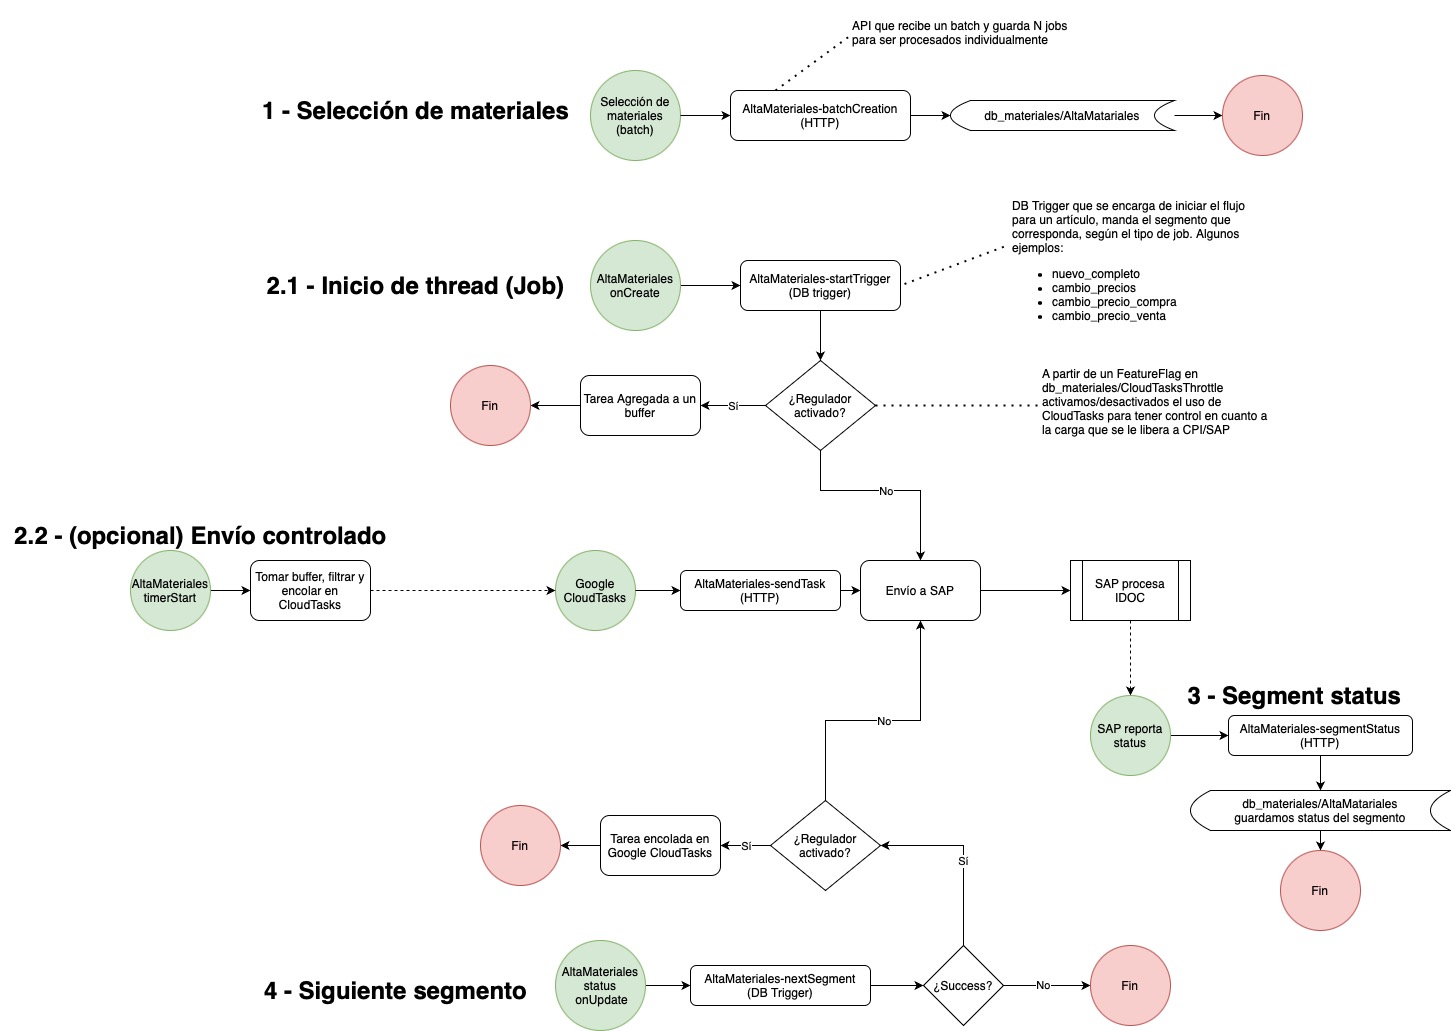 API que recibe un batch y guarda N jobs
para ser procesados individualmente
1 - Selección de materiales
Selección de
materiales
(batch)
AltaMateriales-batchCreation
(HTTP)
db_materiales/AltaMatariales
Fin
DB Trigger que se encarga de iniciar el flujo
para un artículo, manda el segmento que
corresponda, según el tipo de job. Algunos
ejemplos:
• nuevo_completo
• cambio_precios
• cambio_precio_compra
• cambio_precio_venta
2.1 - Inicio de thread (Job)
AltaMateriales
onCreate
AltaMateriales-startTrigger
(DB trigger)
Fin
Tarea Agregada a un
buffer
Sí
¿Regulador
activado?
A partir de un FeatureFlag en
db_materiales/CloudTasksThrottle
activamos/desactivados el uso de
CloudTasks para tener control en cuanto a
la carga que se le libera a CPI/SAP
No
2.2 - (opcional) Envío controlado
AltaMateriales
timerStart
Tomar buffer, filtrar y
encolar en
CloudTasks
Google
CloudTasks
AltaMateriales-sendTask
(HTTP)
Envío a SAP
SAP procesa
IDOC
3 - Segment status
SAP reporta
status
AltaMateriales-segmentStatus
(HTTP)
No
db_materiales/AltaMatariales
guardamos status del segmento
Fin
Fin
Tarea encolada en
Google CloudTasks
Sí
¿Regulador
activado?
Sí
4 - Siguiente segmento
AltaMateriales
status
onUpdate
AltaMateriales-nextSegment
(DB Trigger)
¿Success?
No
Fin